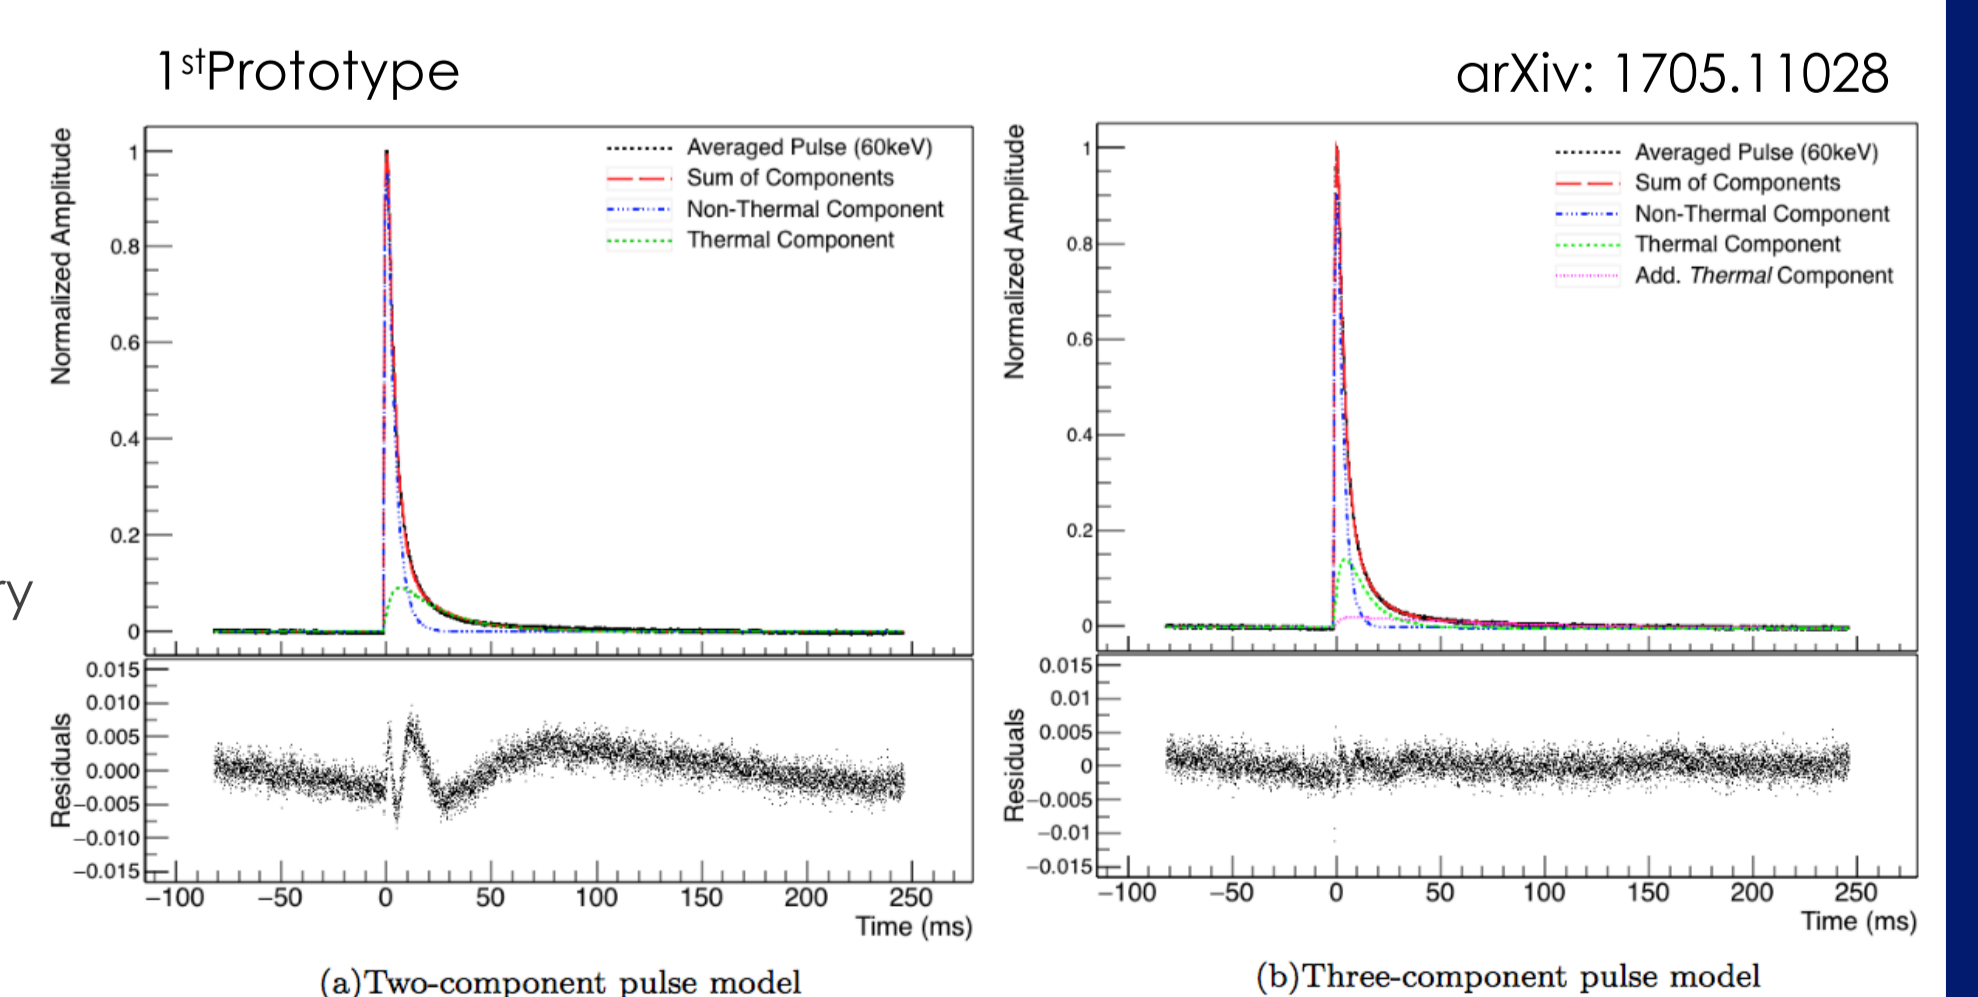 1stPrototype
arXiv: 1705.11028
ry
Normalized Amplitude
1
0.8
0.6
0.4
0.2
0
Averaged Pulse (60keV)
Sum of Components
Non-Thermal Component
Thermal Component
Residuals
0.015
0.010
0.005
0.000
−0.005
−0.010
−0.015
−100 −50 0 50 100 150 200 250
Time (ms)
(a)Two-component pulse model
Normalized Amplitude
1
0.8
0.6
0.4
0.2
0
Averaged Pulse (60keV)
Sum of Components
Non-Thermal Component
Thermal Component
Add. Thermal Component
Residuals
0.015
0.01
0.005
0
−0.005
−0.01
−0.015
−100 −50 0 50 100 150 200 250
Time (ms)
(b)Three-component pulse model